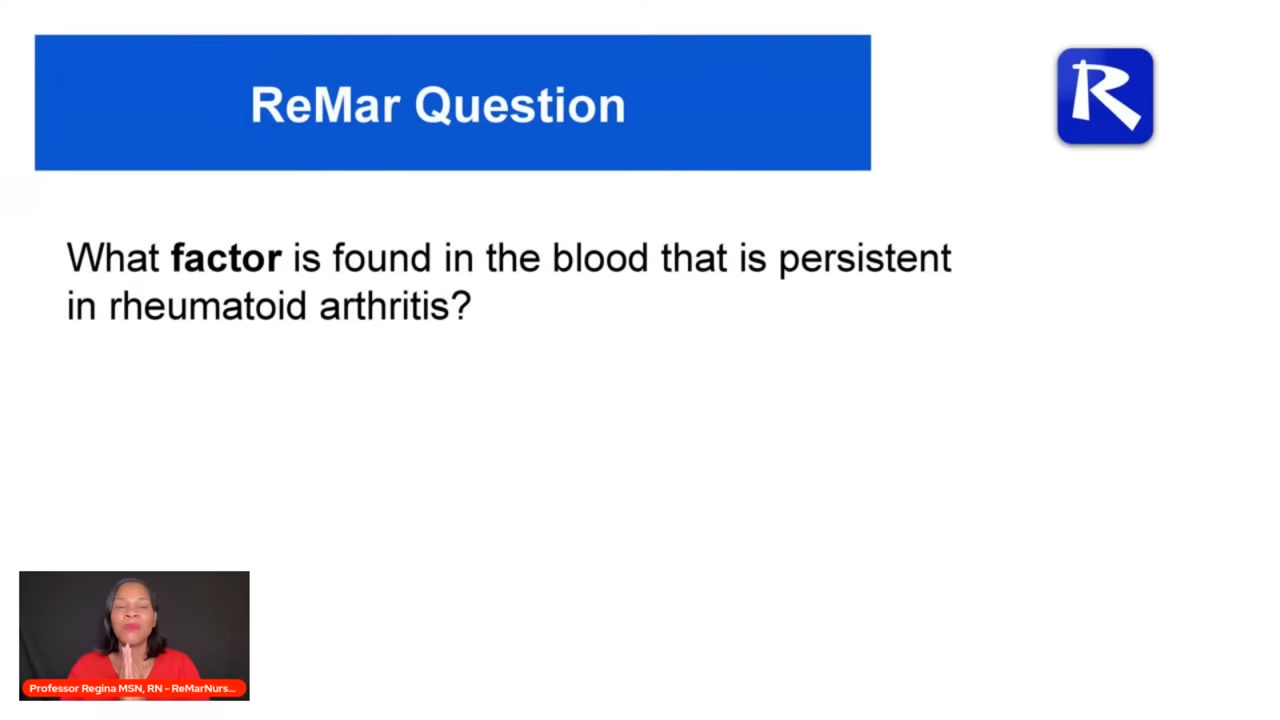 ReMar Question
R
What factor is found in the blood that is persistent
in rheumatoid arthritis?
Professor Regina MSN, RN - ReMarNurs...